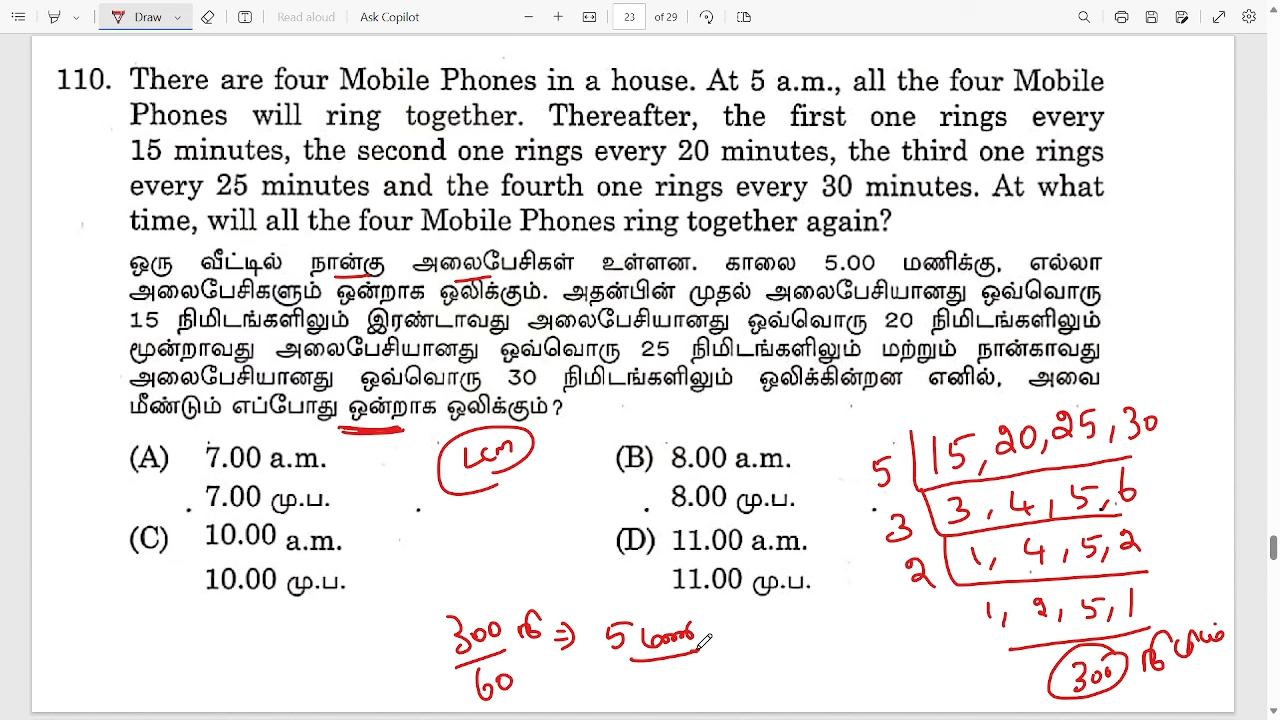 Draw
Read aloud
Ask Copilot
23 of 29
110. There are four Mobile Phones in a house. At 5 a.m., all the four Mobile
Phones will ring together. Thereafter, the first one rings every
15 minutes, the second one rings every 20 minutes, the third one rings
every 25 minutes and the fourth one rings every 30 minutes. At what
time, will all the four Mobile Phones ring together again?
ஒரு வீட்டில் நான்கு அலைபேசிகள் உள்ளன. காலை 5.00 மணிக்கு, எல்லா
அலைபேசிகளும் ஒன்றாக ஒலிக்கும். அதன்பின் முதல் அலைபேசியானது ஒவ்வொரு
15 நிமிடங்களிலும் இரண்டாவது அலைபேசியானது ஒவ்வொரு 20 நிமிடங்களிலும்
மூன்றாவது அலைபேசியானது ஒவ்வொரு 25 நிமிடங்களிலும் மற்றும் நான்காவது
அலைபேசியானது ஒவ்வொரு 30 நிமிடங்களிலும் ஒலிக்கின்றன எனில், அவை
மீண்டும் எப்போது ஒன்றாக ஒலிக்கும்?
(A) 7.00 a.m.
7.00 மு.ப.
(B) 8.00 a.m.
8.00 மு.ப.
(C) 10.00 a.m.
10.00 மு.ப.
(D) 11.00 a.m.
11.00 மு.ப.
Lcm
5 15, 20, 25, 30
3 3, 4, 5, 6
2 1, 4, 5, 2
1, 2, 5, 1
300
300 நி ⇒ 5 மணி
60